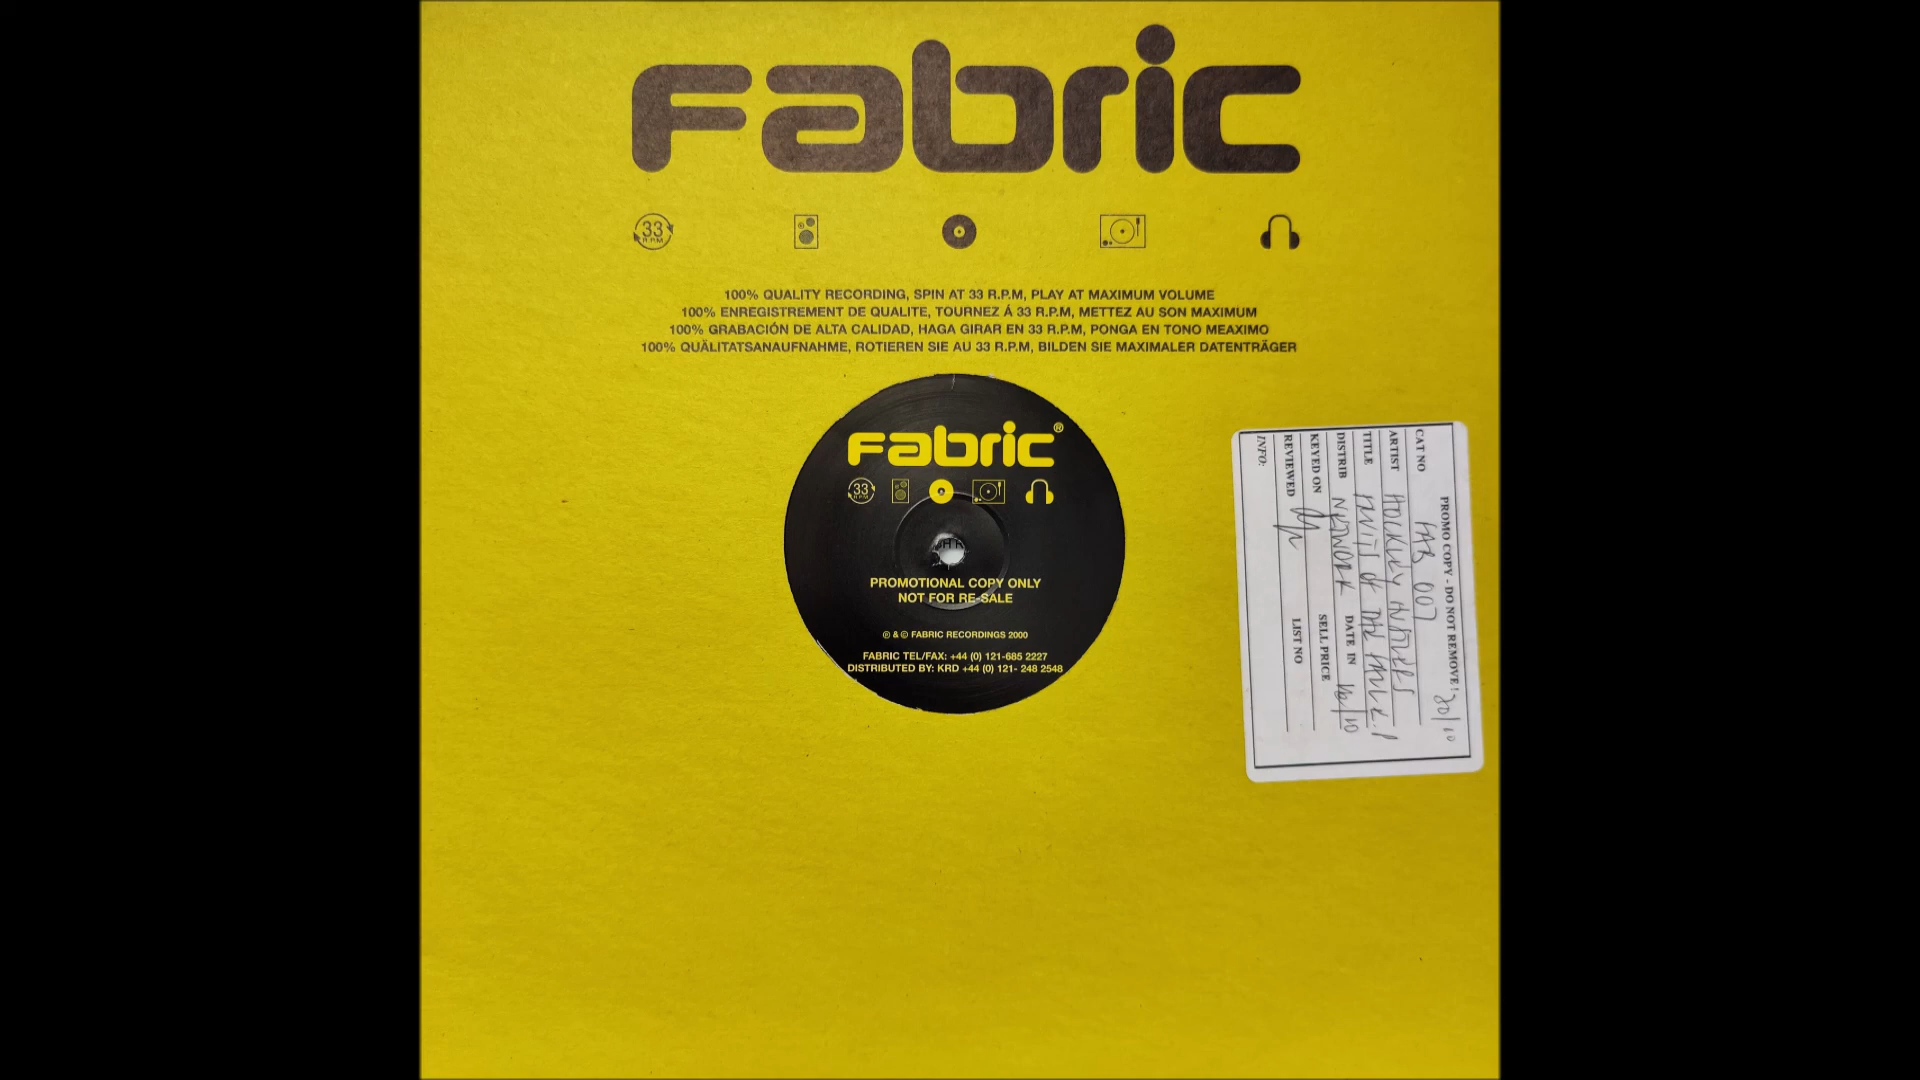 Fabric
33
R.P.M
100% QUALITY RECORDING, SPIN AT 33 R.P.M, PLAY AT MAXIMUM VOLUME
100% ENREGISTREMENT DE QUALITE, TOURNEZ Á 33 R.P.M, METTEZ AU SON MAXIMUM
100% GRABACIÓN DE ALTA CALIDAD, HAGA GIRAR EN 33 R.P.M, PONGA EN TONO MEAXIMO
100% QUÄLITATSANAUFNAHME, ROTIEREN SIE AU 33 R.P.M, BILDEN SIE MAXIMALER DATENTRÄGER
Fabric®
33
R.P.M
PROMOTIONAL COPY ONLY
NOT FOR RE-SALE
℗ & © FABRIC RECORDINGS 2000
FABRIC TEL/FAX: +44 (0) 121-685 2227
DISTRIBUTED BY: KRD +44 (0) 121- 248 2548
PROMO COPY - DO NOT REMOVE! 20/10
CAT NO FAB 007
ARTIST HOCKLEY
TITLE OF
DISTRIB NETWORK DATE IN
KEYED ON SELL PRICE
REVIEWED LIST NO
INFO: